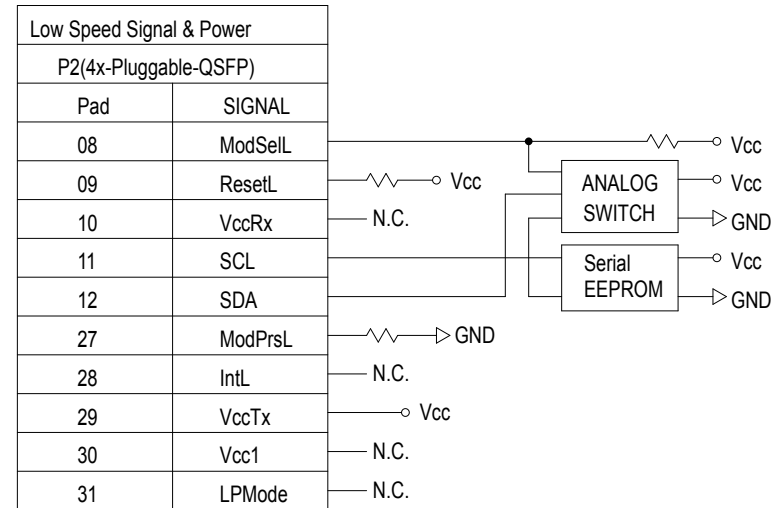 Low Speed Signal & Power
P2(4x-Pluggable-QSFP)
Pad SIGNAL
08 ModSelL Vcc
09 ResetL Vcc ANALOG SWITCH Vcc
10 VccRx N.C. GND
11 SCL Serial EEPROM Vcc
12 SDA GND
27 ModPrsL GND
28 IntL N.C.
29 VccTx Vcc
30 Vcc1 N.C.
31 LPMode N.C.